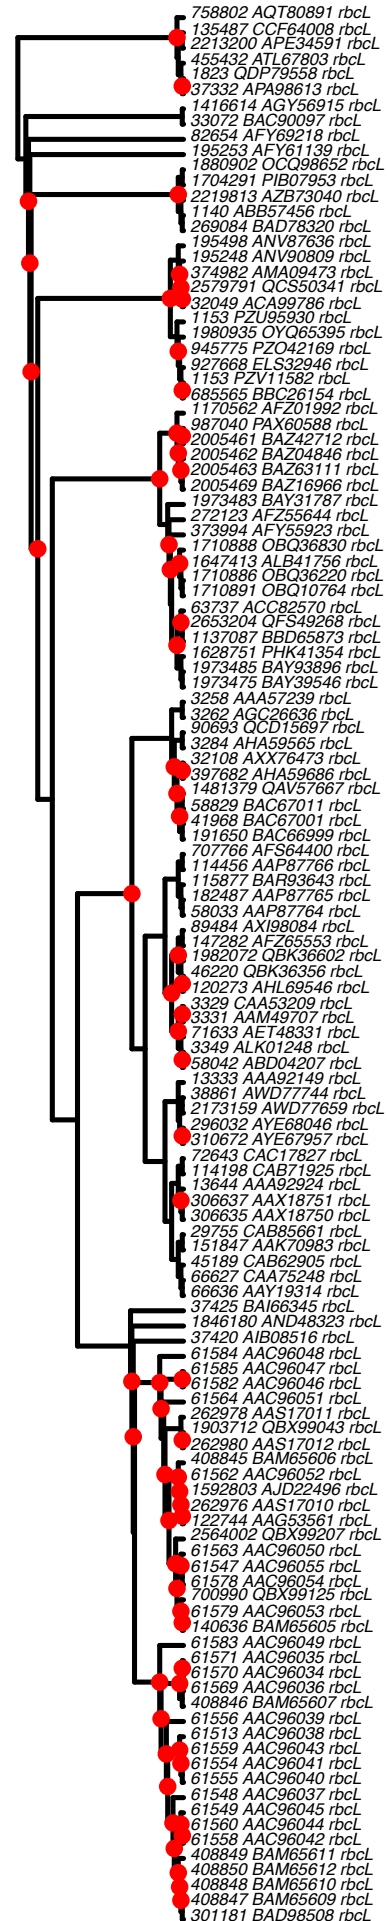 758802 AQT80891 rbcL
135487 CCF64008 rbcL
2213200 APE34591 rbcL
455432 ATL67803 rbcL
1823 QDP79558 rbcL
37332 APA98613 rbcL
1416614 AGY56915 rbcL
33072 BAC90097 rbcL
82654 AFY69218 rbcL
195253 AFY61139 rbcL
1880902 OCQ98652 rbcL
1704291 PIB07953 rbcL
2219813 AZB73040 rbcL
1140 ABB57456 rbcL
269084 BAD78320 rbcL
195498 ANV87636 rbcL
195248 ANV90809 rbcL
374982 AMA09473 rbcL
2579791 QCS50341 rbcL
32049 ACA99786 rbcL
1153 PZU95930 rbcL
1980935 OYQ65395 rbcL
945775 PZO42169 rbcL
927668 ELS32946 rbcL
1153 PZV11582 rbcL
685565 BBC26154 rbcL
1170562 AFZ01992 rbcL
987040 PAX60588 rbcL
2005461 BAZ42712 rbcL
2005462 BAZ04846 rbcL
2005463 BAZ63111 rbcL
2005469 BAZ16966 rbcL
1973483 BAY31787 rbcL
272123 AFZ55644 rbcL
373994 AFY55923 rbcL
1710888 OBQ36830 rbcL
1647413 ALB41756 rbcL
1710886 OBQ36220 rbcL
1710891 OBQ10764 rbcL
63737 ACC82570 rbcL
2653204 QFS49268 rbcL
1137087 BBD65873 rbcL
1628751 PHK41354 rbcL
1973485 BAY93896 rbcL
1973475 BAY39546 rbcL
3258 AAA57239 rbcL
3262 AGC26636 rbcL
90693 QCD15697 rbcL
3284 AHA59565 rbcL
32108 AXX76473 rbcL
397682 AHA59686 rbcL
1481379 QAV57667 rbcL
58829 BAC67011 rbcL
41968 BAC67001 rbcL
191650 BAC66999 rbcL
707766 AFS64400 rbcL
114456 AAP87766 rbcL
115877 BAR93643 rbcL
182487 AAP87765 rbcL
58033 AAP87764 rbcL
89484 AXI98084 rbcL
147282 AFZ65553 rbcL
1982072 QBK36602 rbcL
46220 QBK36356 rbcL
120273 AHL69546 rbcL
3329 CAA53209 rbcL
3331 AAM49707 rbcL
71633 AET48331 rbcL
3349 ALK01248 rbcL
58042 ABD04207 rbcL
13333 AAA92149 rbcL
38861 AWD77744 rbcL
2173159 AWD77659 rbcL
296032 AYE68046 rbcL
310672 AYE67957 rbcL
72643 CAC17827 rbcL
114198 CAB71925 rbcL
13644 AAA92924 rbcL
306637 AAX18751 rbcL
306635 AAX18750 rbcL
29755 CAB85661 rbcL
151847 AAK70983 rbcL
45189 CAB62905 rbcL
66627 CAA75248 rbcL
66636 AAY19314 rbcL
37425 BAI66345 rbcL
1846180 AND48323 rbcL
37420 AIB08516 rbcL
61584 AAC96048 rbcL
61585 AAC96047 rbcL
61582 AAC96046 rbcL
61564 AAC96051 rbcL
262978 AAS17011 rbcL
1903712 QBX99043 rbcL
262980 AAS17012 rbcL
408845 BAM65606 rbcL
61562 AAC96052 rbcL
1592803 AJD22496 rbcL
262976 AAS17010 rbcL
122744 AAG53561 rbcL
2564002 QBX99207 rbcL
61563 AAC96050 rbcL
61547 AAC96055 rbcL
61578 AAC96054 rbcL
700990 QBX99125 rbcL
61579 AAC96053 rbcL
140636 BAM65605 rbcL
61583 AAC96049 rbcL
61571 AAC96035 rbcL
61570 AAC96034 rbcL
61569 AAC96036 rbcL
408846 BAM65607 rbcL
61556 AAC96039 rbcL
61513 AAC96038 rbcL
61559 AAC96043 rbcL
61554 AAC96041 rbcL
61555 AAC96040 rbcL
61548 AAC96037 rbcL
61549 AAC96045 rbcL
61560 AAC96044 rbcL
61558 AAC96042 rbcL
408849 BAM65611 rbcL
408850 BAM65612 rbcL
408848 BAM65610 rbcL
408847 BAM65609 rbcL
301181 BAD98508 rbcL